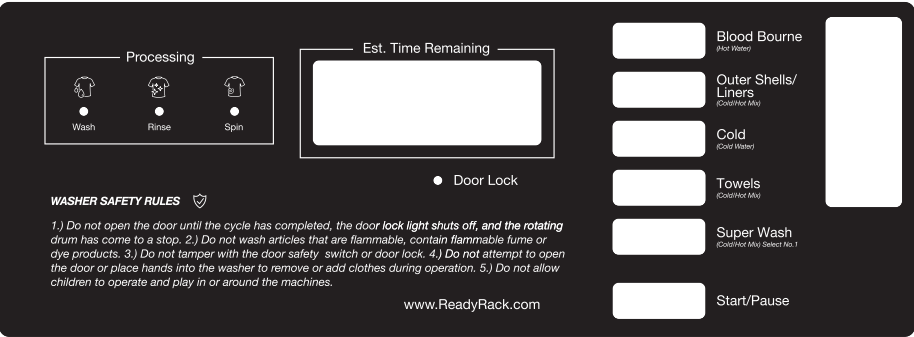 Processing
Wash
Rinse
Spin
Est. Time Remaining
Door Lock
WASHER SAFETY RULES
1.) Do not open the door until the cycle has completed, the door lock light shuts off, and the rotating
drum has come to a stop. 2.) Do not wash articles that are flammable, contain flammable fume or
dye products. 3.) Do not tamper with the door safety switch or door lock. 4.) Do not attempt to open
the door or place hands into the washer to remove or add clothes during operation. 5.) Do not allow
children to operate and play in or around the machines.
www.ReadyRack.com
Blood Bourne
(Hot Water)
Outer Shells/
Liners
(Cold/Hot Mix)
Cold
(Cold Water)
Towels
(Cold/Hot Mix)
Super Wash
(Cold/Hot Mix) Select No.1
Start/Pause